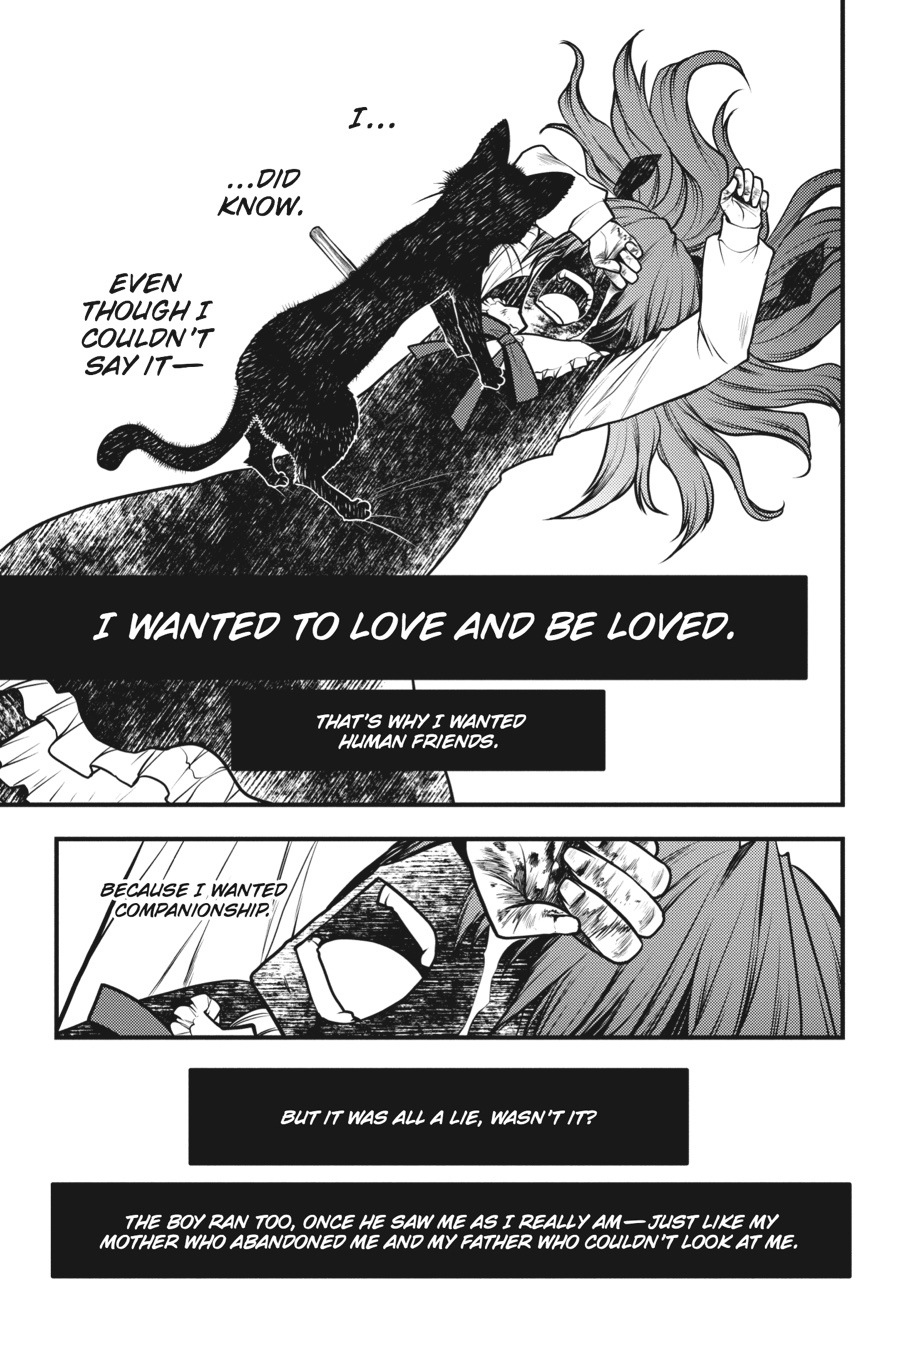 I...
...DID
KNOW.
EVEN
THOUGH I
COULDN'T
SAY IT—
I WANTED TO LOVE AND BE LOVED.
THAT'S WHY I WANTED
HUMAN FRIENDS.
BECAUSE I WANTED
COMPANIONSHIP.
BUT IT WAS ALL A LIE, WASN'T IT?
THE BOY RAN TOO, ONCE HE SAW ME AS I REALLY AM—JUST LIKE MY
MOTHER WHO ABANDONED ME AND MY FATHER WHO COULDN'T LOOK AT ME.